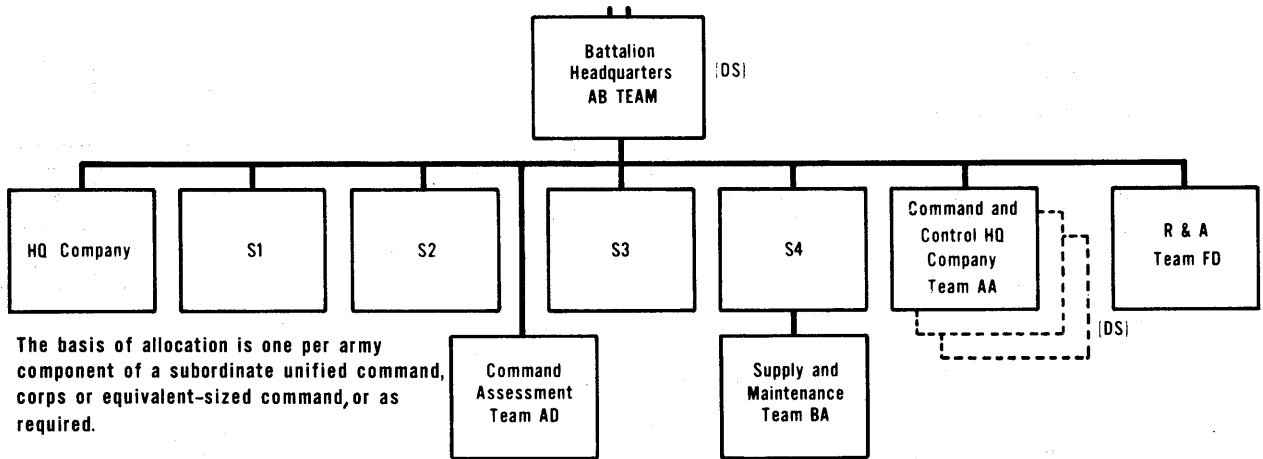 Battalion
Headquarters
AB TEAM
(DS)
HQ Company
S1
S2
S3
S4
Command and
Control HQ
Company
Team AA
(DS)
R & A
Team FD
The basis of allocation is one per army
component of a subordinate unified command,
corps or equivalent-sized command, or as
required.
Command
Assessment
Team AD
Supply and
Maintenance
Team BA